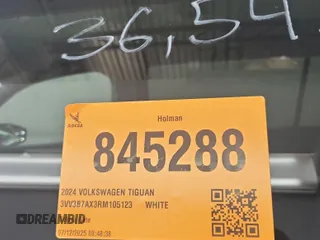 36,54
Holman
845288
2024 VOLKSWAGEN TIGUAN
3VV3B7AX3RM105123 WHITE
DREAMBID